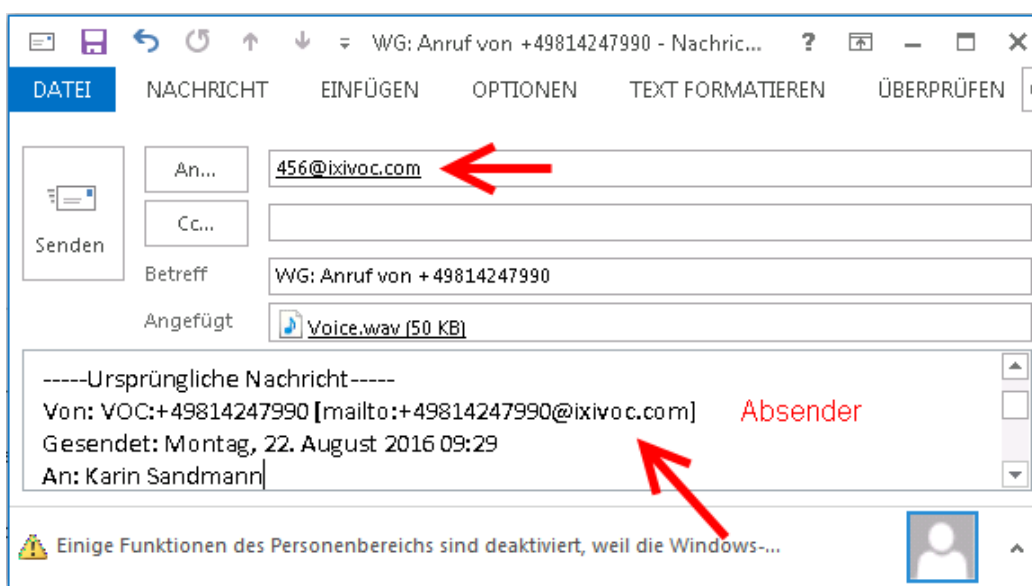 WG: Anruf von +49814247990 - Nachric... ?
DATEI NACHRICHT EINFÜGEN OPTIONEN TEXT FORMATIEREN ÜBERPRÜFEN
An... 456@ixivoc.com
Cc...
Senden
Betreff WG: Anruf von +49814247990
Angefügt Voice.wav (50 KB)
-----Ursprüngliche Nachricht-----
Von: VOC:+49814247990 [mailto:+49814247990@ixivoc.com] Absender
Gesendet: Montag, 22. August 2016 09:29
An: Karin Sandmann
Einige Funktionen des Personenbereichs sind deaktiviert, weil die Windows-...